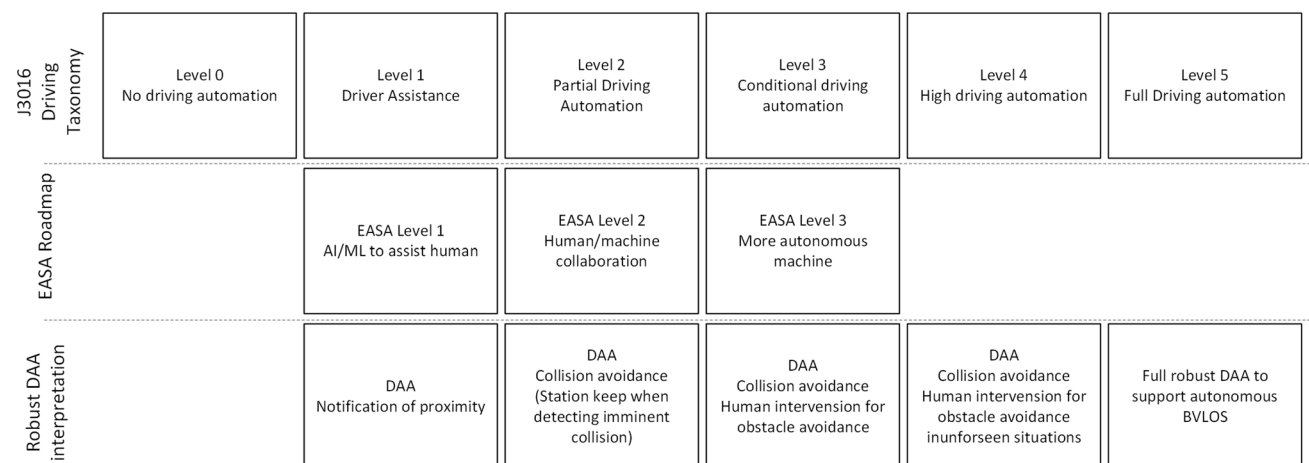 J3016
Driving
Taxonomy
Level 0
No driving automation
Level 1
Driver Assistance
Level 2
Partial Driving
Automation
Level 3
Conditional driving
automation
Level 4
High driving automation
Level 5
Full Driving automation
EASA Roadmap
EASA Level 1
AI/ML to assist human
EASA Level 2
Human/machine
collaboration
EASA Level 3
More autonomous
machine
Robust DAA
interpretation
DAA
Notification of proximity
DAA
Collision avoidance
(Station keep when
detecting imminent
collision)
DAA
Collision avoidance
Human intervension for
obstacle avoidance
DAA
Collision avoidance
Human intervension for
obstacle avoidance
inunforseen situations
Full robust DAA to
support autonomous
BVLOS